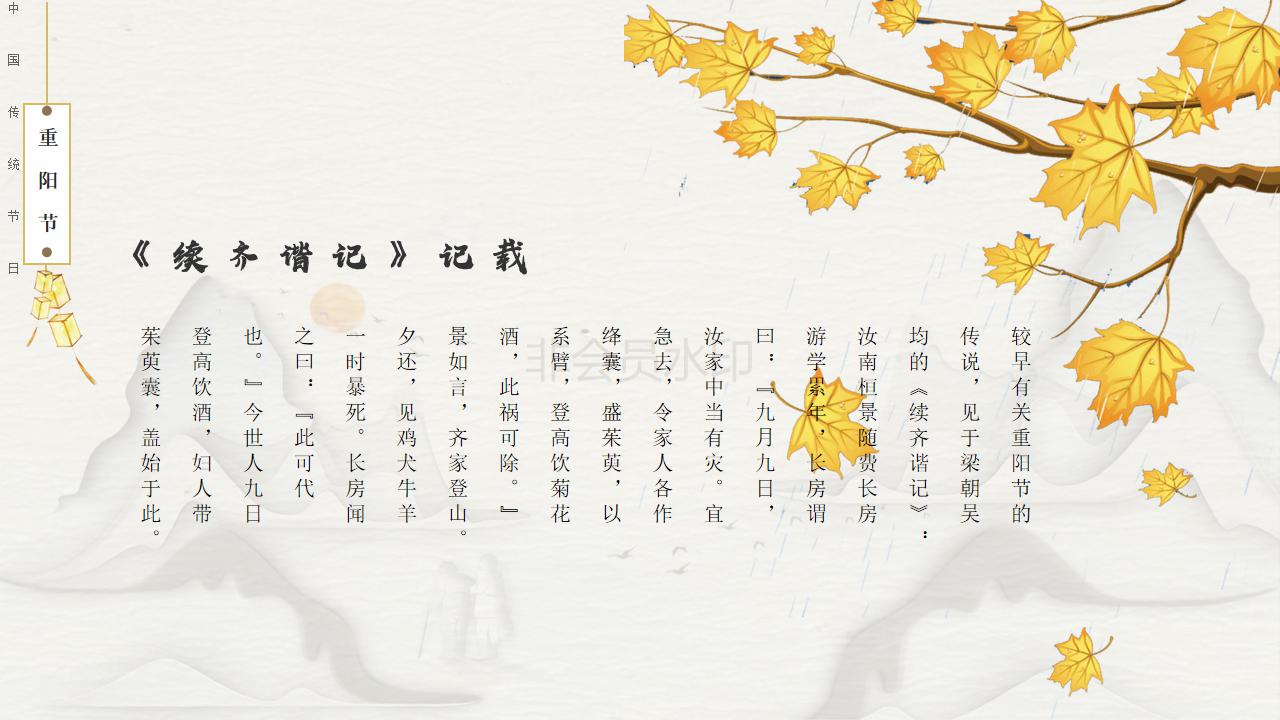 中国传统节日
重阳节
《续齐谐记》记载
较早有关重阳节的
传说，见于梁朝吴
均的《续齐谐记》：
汝南桓景随费长房
游学累年，长房谓
曰：『九月九日，
汝家中当有灾。宜
急去，令家人各作
绛囊，盛茱萸，以
系臂，登高饮菊花
酒，此祸可除。』
景如言，齐家登山。
夕还，见鸡犬牛羊
一时暴死。长房闻
之曰：『此可代
也。』今世人九日
登高饮酒，妇人带
茱萸囊，盖始于此。
非会员水印